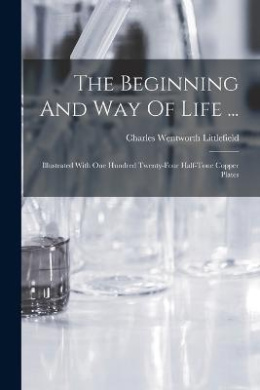 The Beginning
And Way Of Life ...
Charles Wentworth Littlefield
Illustrated With One Hundred Twenty-Four Half-Tone Copper
Plates